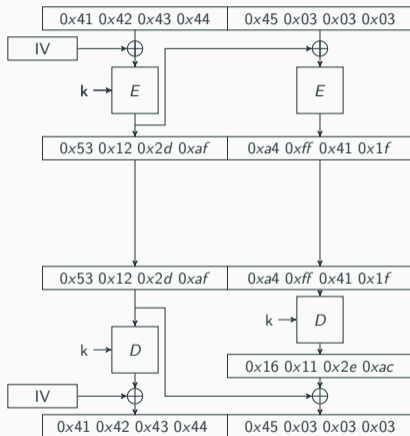 0x41 0x42 0x43 0x44 0x45 0x03 0x03 0x03
IV
k E E
0x53 0x12 0x2d 0xaf 0xa4 0xff 0x41 0x1f
0x53 0x12 0x2d 0xaf 0xa4 0xff 0x41 0x1f
k D
k D
0x16 0x11 0x2e 0xac
IV
0x41 0x42 0x43 0x44 0x45 0x03 0x03 0x03